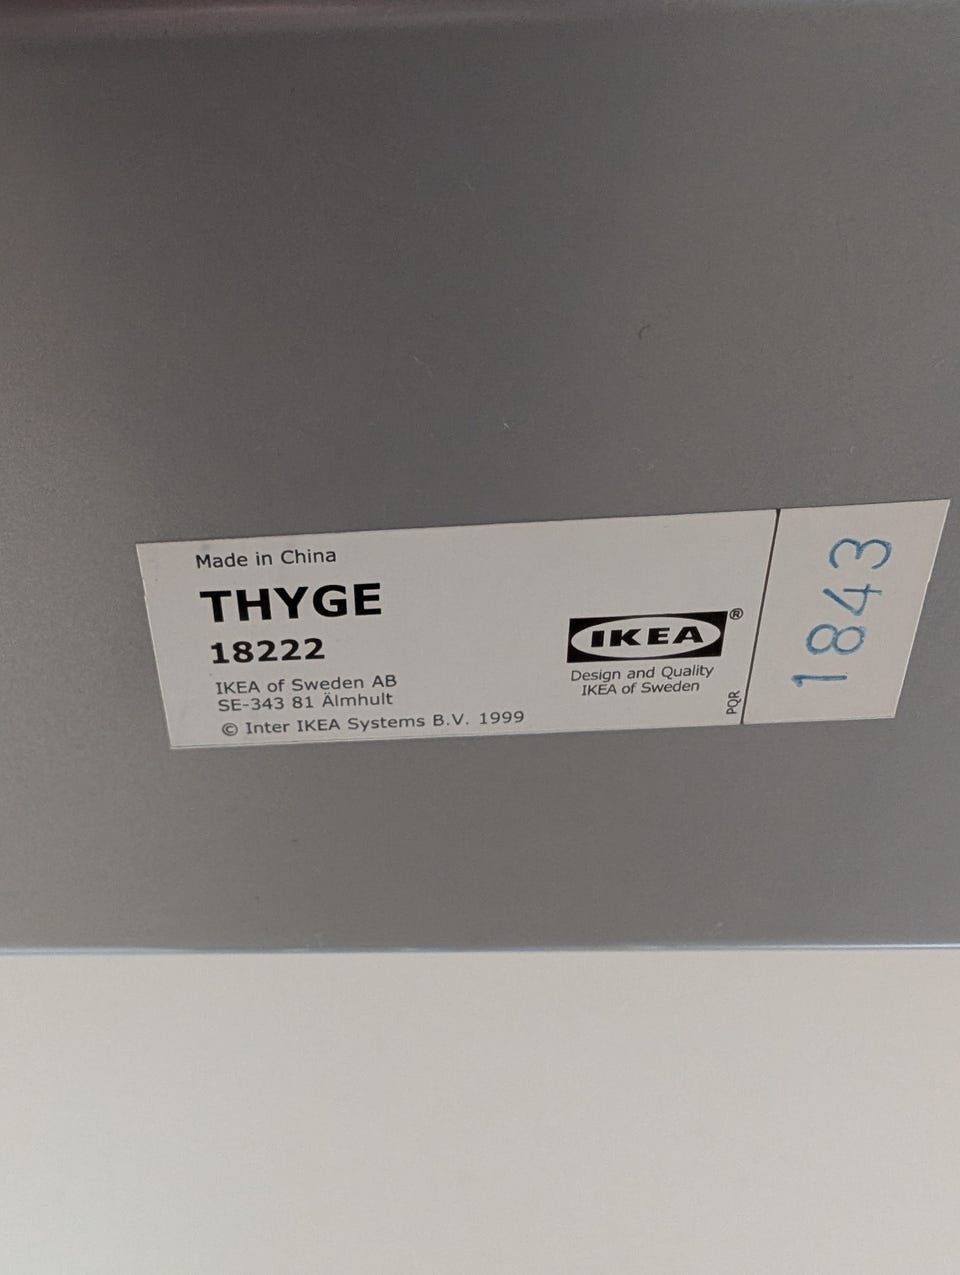 Made in China
THYGE
18222
IKEA of Sweden AB
SE-343 81 Älmhult
© Inter IKEA Systems B.V. 1999
IKEA®
Design and Quality
IKEA of Sweden
PQR
1843